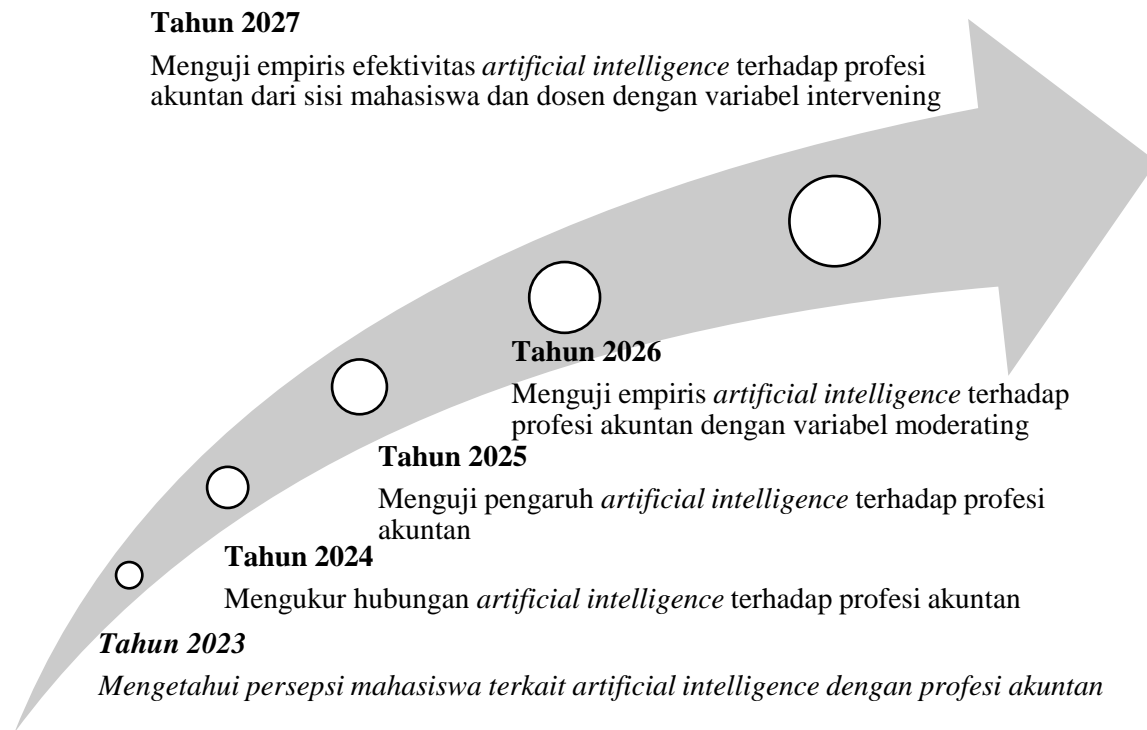 Tahun 2027
Menguji empiris efektivitas artificial intelligence terhadap profesi
akuntan dari sisi mahasiswa dan dosen dengan variabel intervening
Tahun 2026
Menguji empiris artificial intelligence terhadap
profesi akuntan dengan variabel moderating
Tahun 2025
Menguji pengaruh artificial intelligence terhadap profesi
akuntan
Tahun 2024
Mengukur hubungan artificial intelligence terhadap profesi akuntan
Tahun 2023
Mengetahui persepsi mahasiswa terkait artificial intelligence dengan profesi akuntan